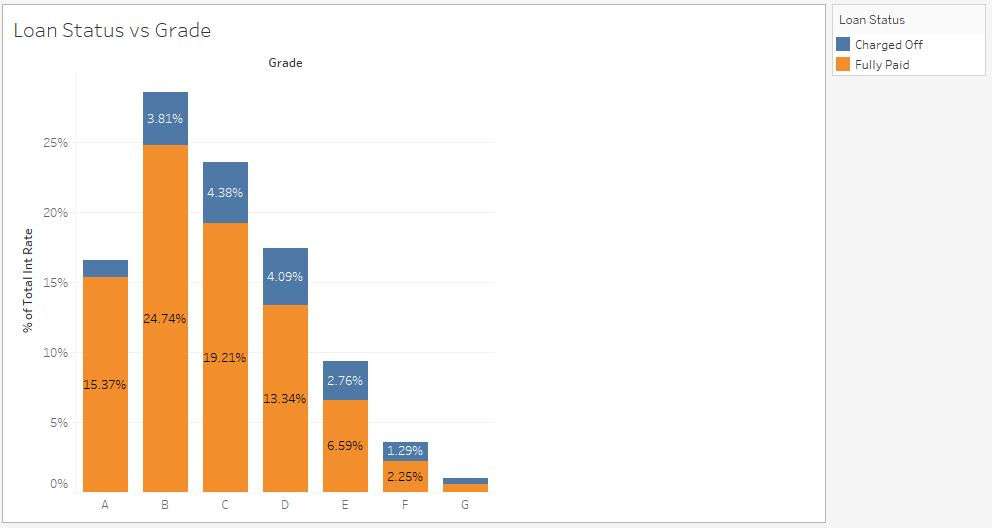 Loan Status vs Grade
Loan Status
Charged Off
Fully Paid
Grade
% of Total Int Rate
25%
20%
15%
10%
5%
0%
15.37%
3.81%
24.74%
4.38%
19.21%
4.09%
13.34%
2.76%
6.59%
1.29%
2.25%
A B C D E F G